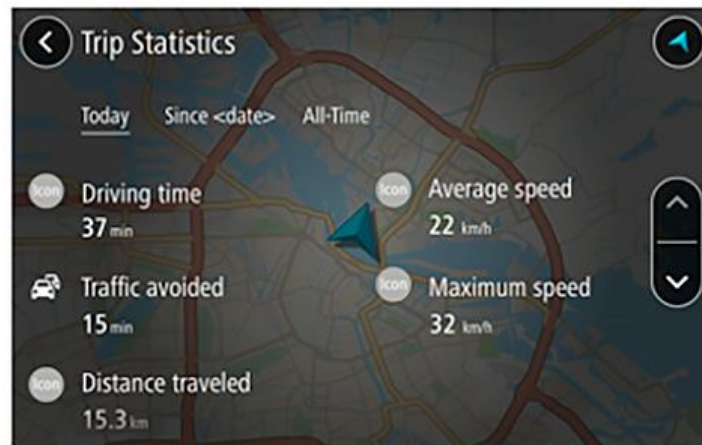 Trip Statistics
Today Since <date> All-Time
Icon Driving time
37 min
Icon Average speed
22 km/h
Traffic avoided
15 min
Icon Maximum speed
32 km/h
Icon Distance traveled
15.3 km